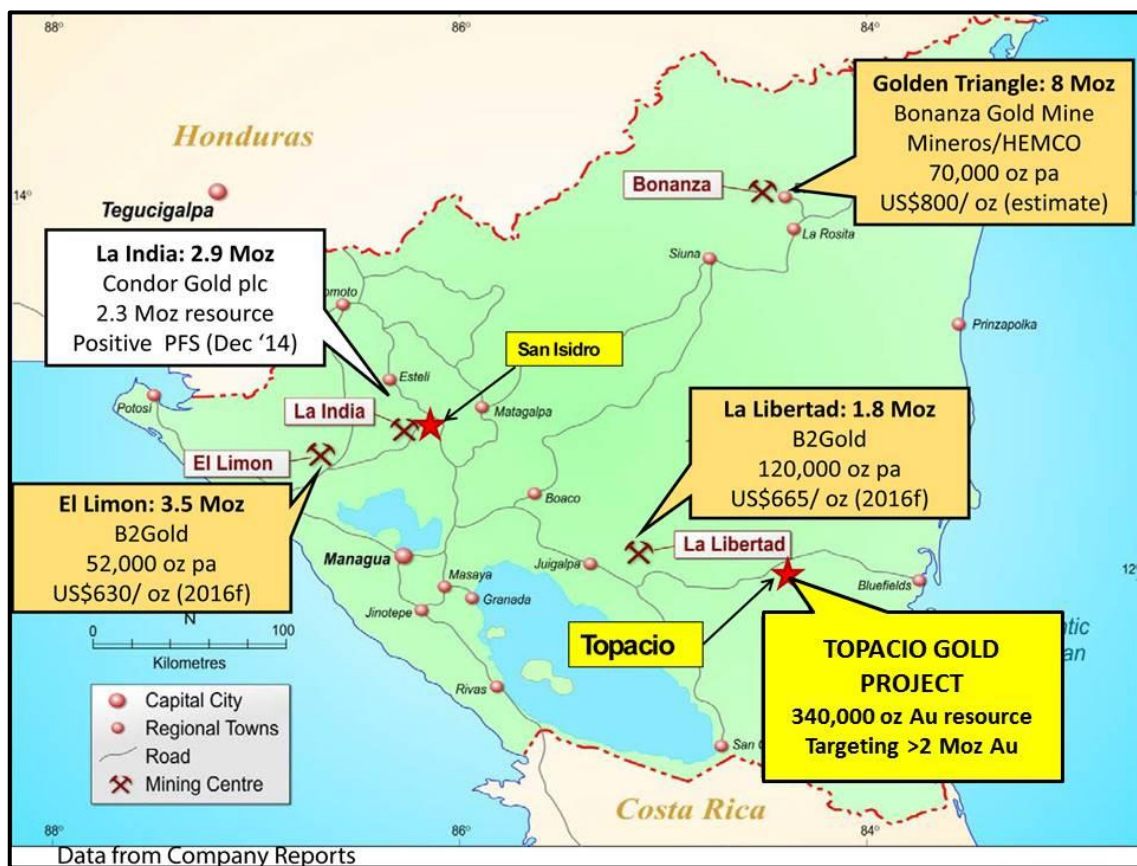 88°
86°
84°
Golden Triangle: 8 Moz
Bonanza Gold Mine
Mineros/HEMCO
70,000 oz pa
US$800/ oz (estimate)
Honduras
14°
Tegucigalpa
Bonanza
La Rosita
Siuna
La India: 2.9 Moz
Condor Gold plc
2.3 Moz resource
Positive PFS (Dec ‘14)
omoto
San Isidro
Prinzapolka
Esteli
Potosi
La India
Matagalpa
La Libertad: 1.8 Moz
B2Gold
120,000 oz pa
US$665/ oz (2016f)
El Limon
El Limon: 3.5 Moz
B2Gold
52,000 oz pa
US$630/ oz (2016f)
Boaco
Managua
La Libertad
Juigalpa
12°
Masaya
Granada
Bluefields
Jinotepe
N
0 100
Kilometres
Topacio
ntic
an
TOPACIO GOLD
PROJECT
340,000 oz Au resource
Targeting >2 Moz Au
Rivas
San C
Capital City
Regional Towns
Road
Mining Centre
Costa Rica
88°
86°
84°
Data from Company Reports